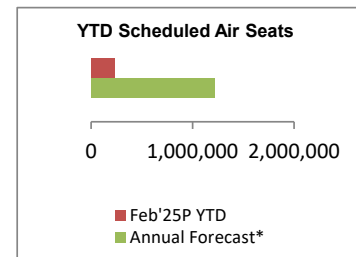 YTD Scheduled Air Seats
0 1,000,000 2,000,000
Feb'25P YTD
Annual Forecast*